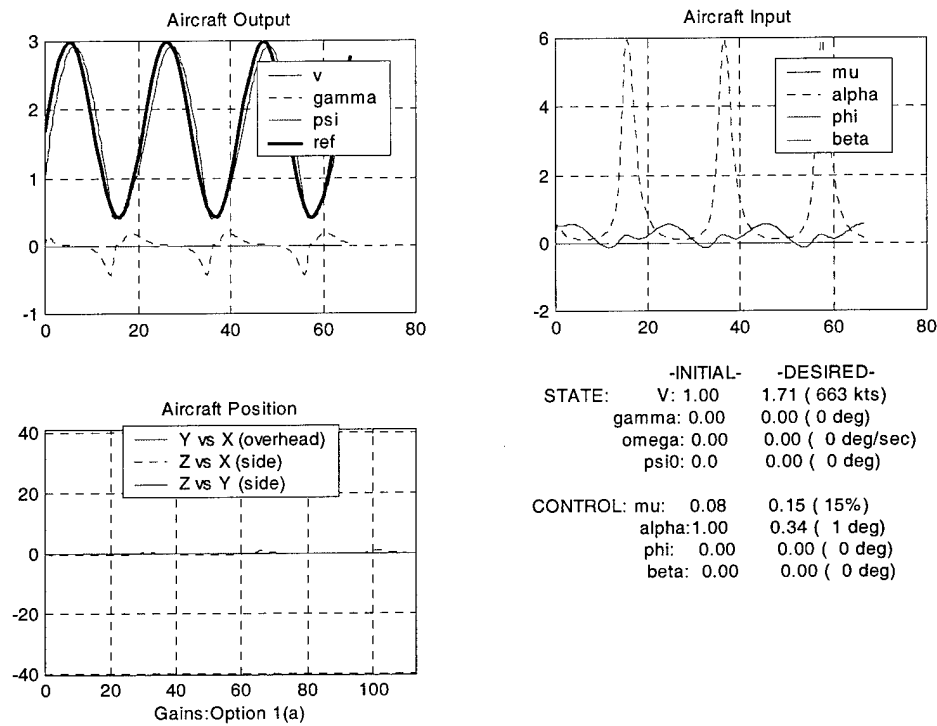 Aircraft Output
3
2
1
0
-1
0
20
40
60
80
v
gamma
psi
ref
Aircraft Input
6
4
2
0
-2
0
20
40
60
80
mu
alpha
phi
beta
Aircraft Position
40
20
0
-20
-40
0
20
40
60
80
100
Y vs X (overhead)
Z vs X (side)
Z vs Y (side)
Gains:Option 1(a)
-INITIAL- -DESIRED-
STATE: V: 1.00 1.71 ( 663 kts)
gamma: 0.00 0.00 ( 0 deg)
omega: 0.00 0.00 ( 0 deg/sec)
psi0: 0.0 0.00 ( 0 deg)
CONTROL: mu: 0.08 0.15 ( 15%)
alpha:1.00 0.34 ( 1 deg)
phi: 0.00 0.00 ( 0 deg)
beta: 0.00 0.00 ( 0 deg)